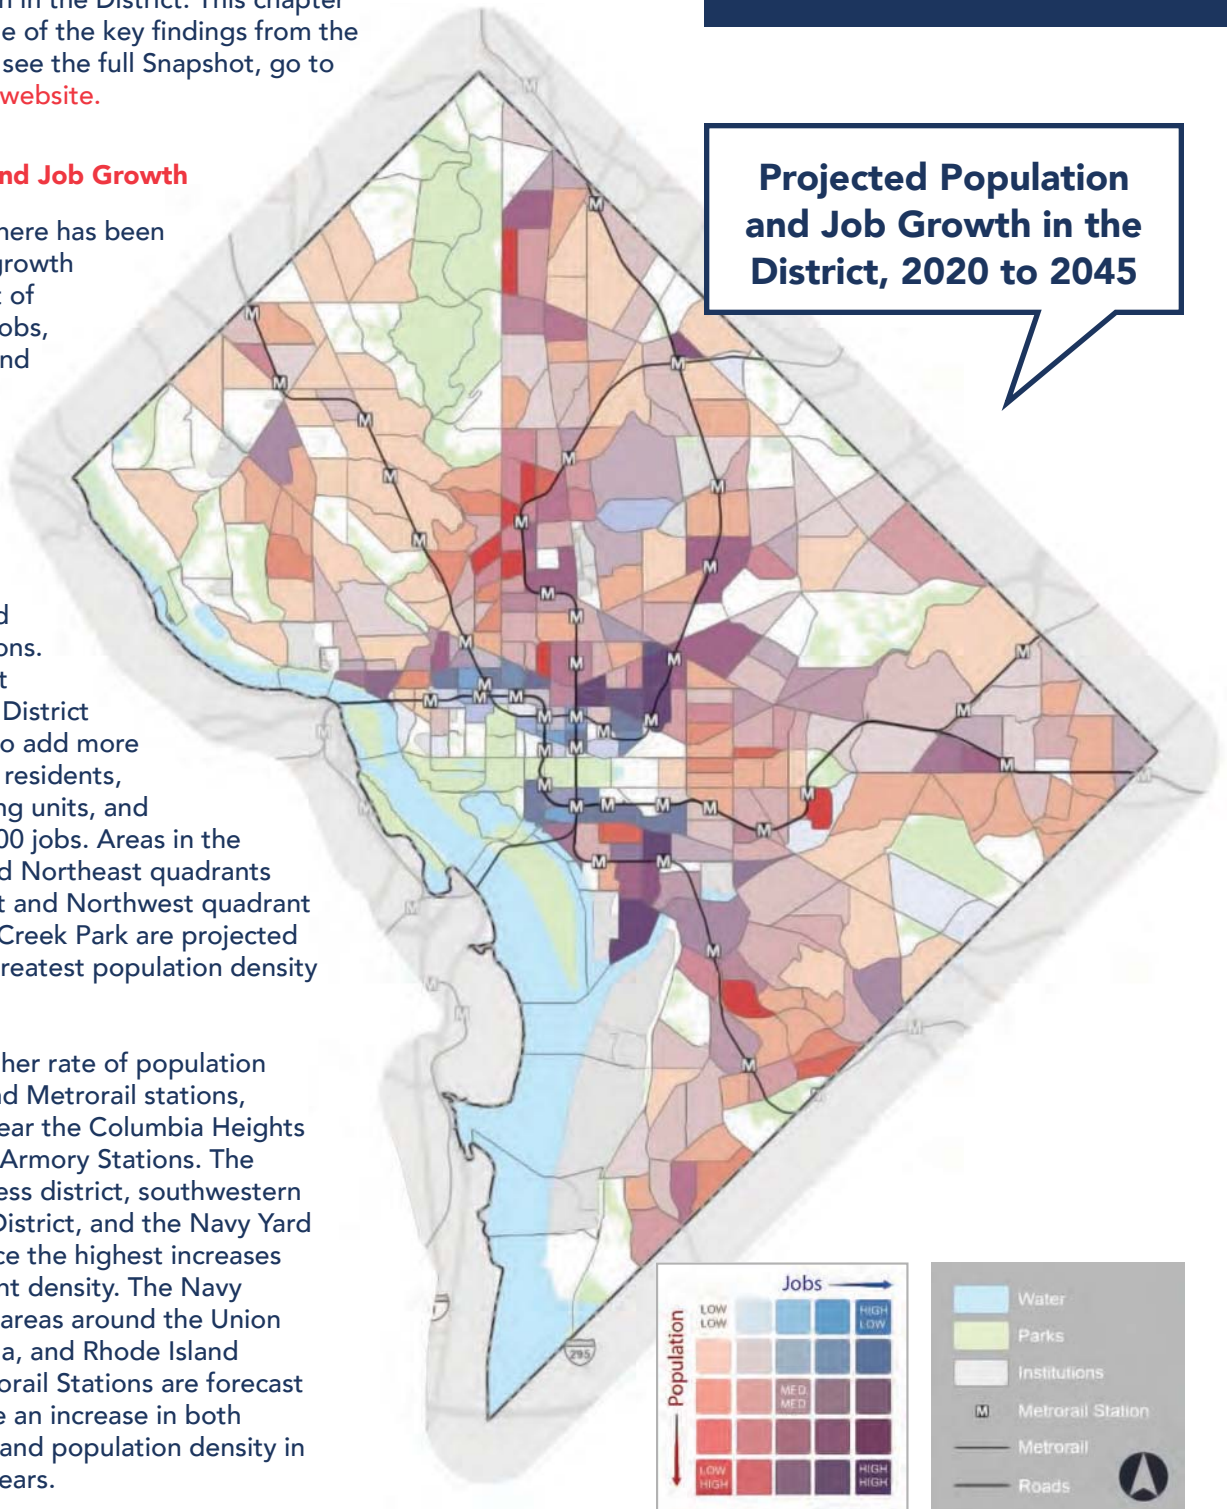 n in the District. This chapter
e of the key findings from the
see the full Snapshot, go to
website.
nd Job Growth
here has been
growth
of
obs,
nd
d
ons.
t
District
o add more
residents,
ng units, and
00 jobs. Areas in the
d Northeast quadrants
t and Northwest quadrant
Creek Park are projected
reatest population density
her rate of population
nd Metrorail stations,
ear the Columbia Heights
Armory Stations. The
ess district, southwestern
District, and the Navy Yard
ce the highest increases
nt density. The Navy
areas around the Union
a, and Rhode Island
orail Stations are forecast
e an increase in both
and population density in
ears.
Projected Population
and Job Growth in the
District, 2020 to 2045
295
Jobs
Population
LOW
LOW
HIGH
LOW
MED
MED
LOW
HIGH
HIGH
HIGH
Water
Parks
Institutions
M Metrorail Station
Metrorail
Roads